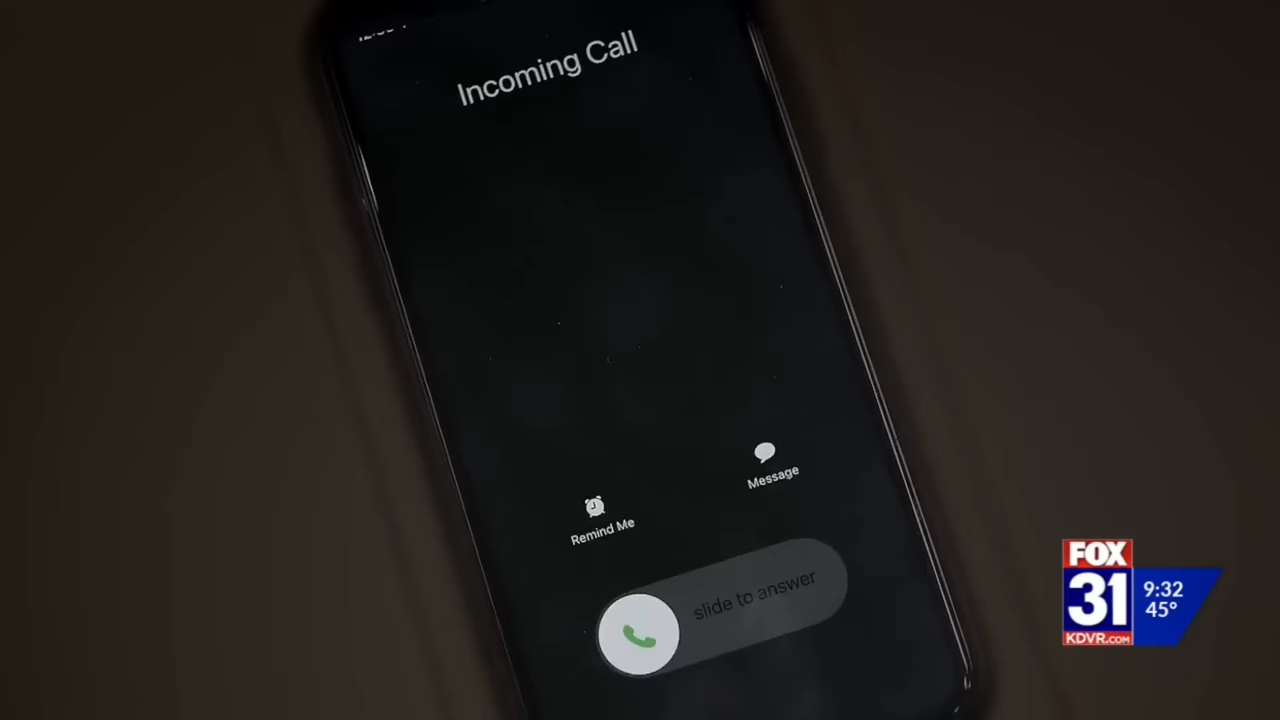 Incoming Call
Message
Remind Me
slide to answer
FOX
31
KDVR.COM
9:32
45°